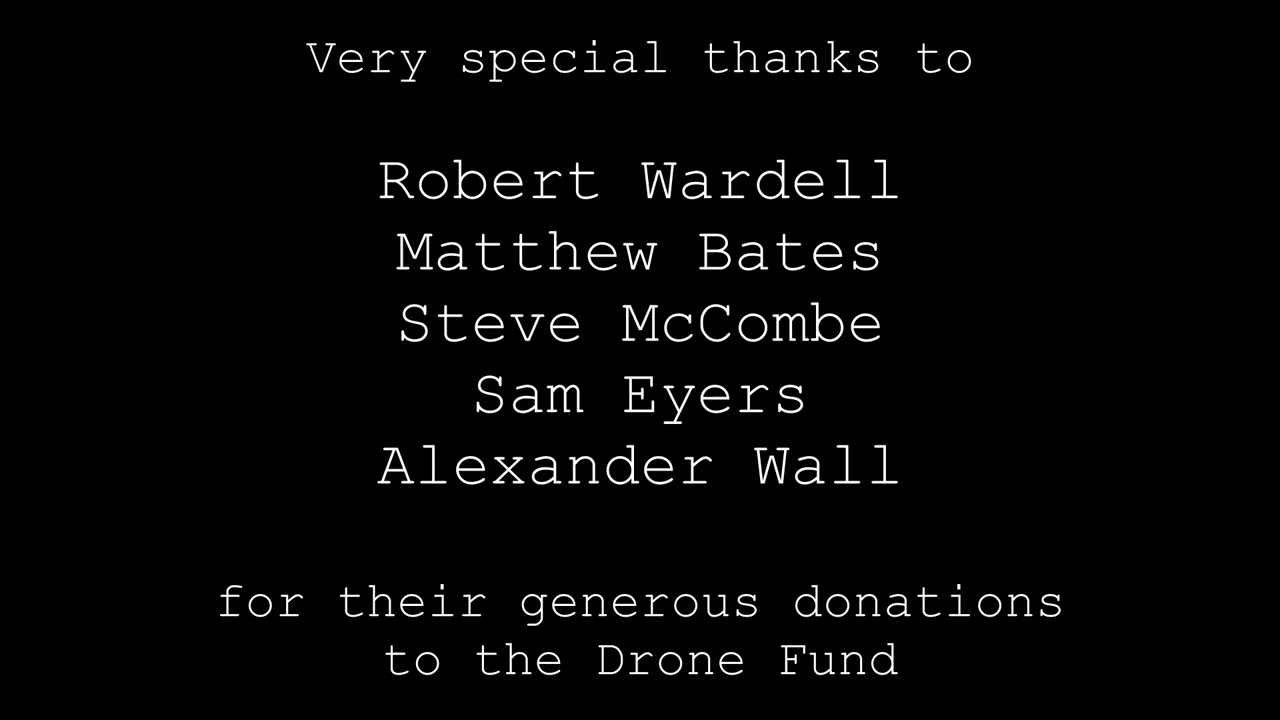 Very special thanks to
Robert Wardell
Matthew Bates
Steve McCombe
Sam Eyers
Alexander Wall
for their generous donations
to the Drone Fund